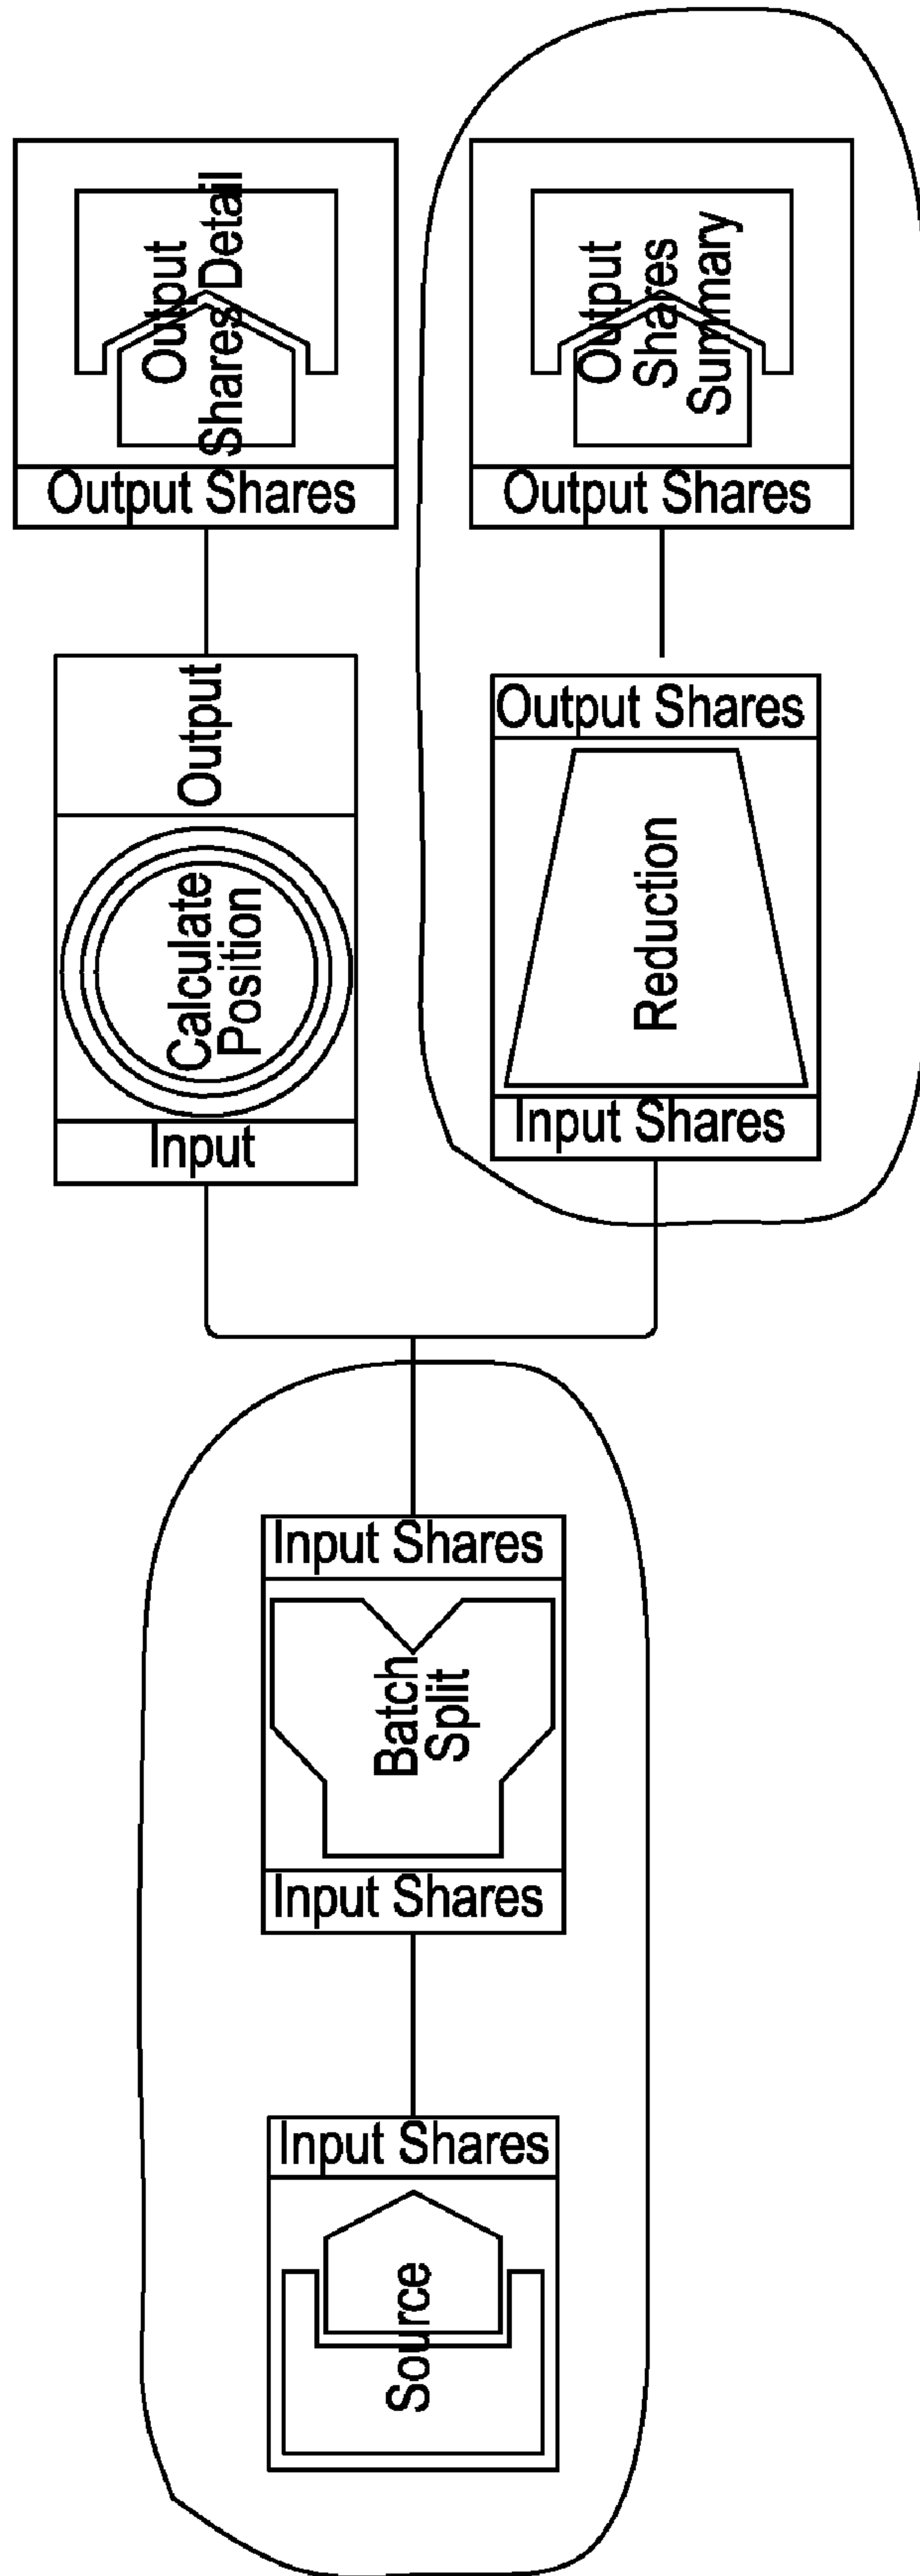 Source
Input Shares
Input Shares
Batch
Split
Input Shares
Input
Calculate
Position
Output
Output Shares
Output
Shares Detail
Input Shares
Reduction
Output Shares
Output Shares
Output
Shares
Summary